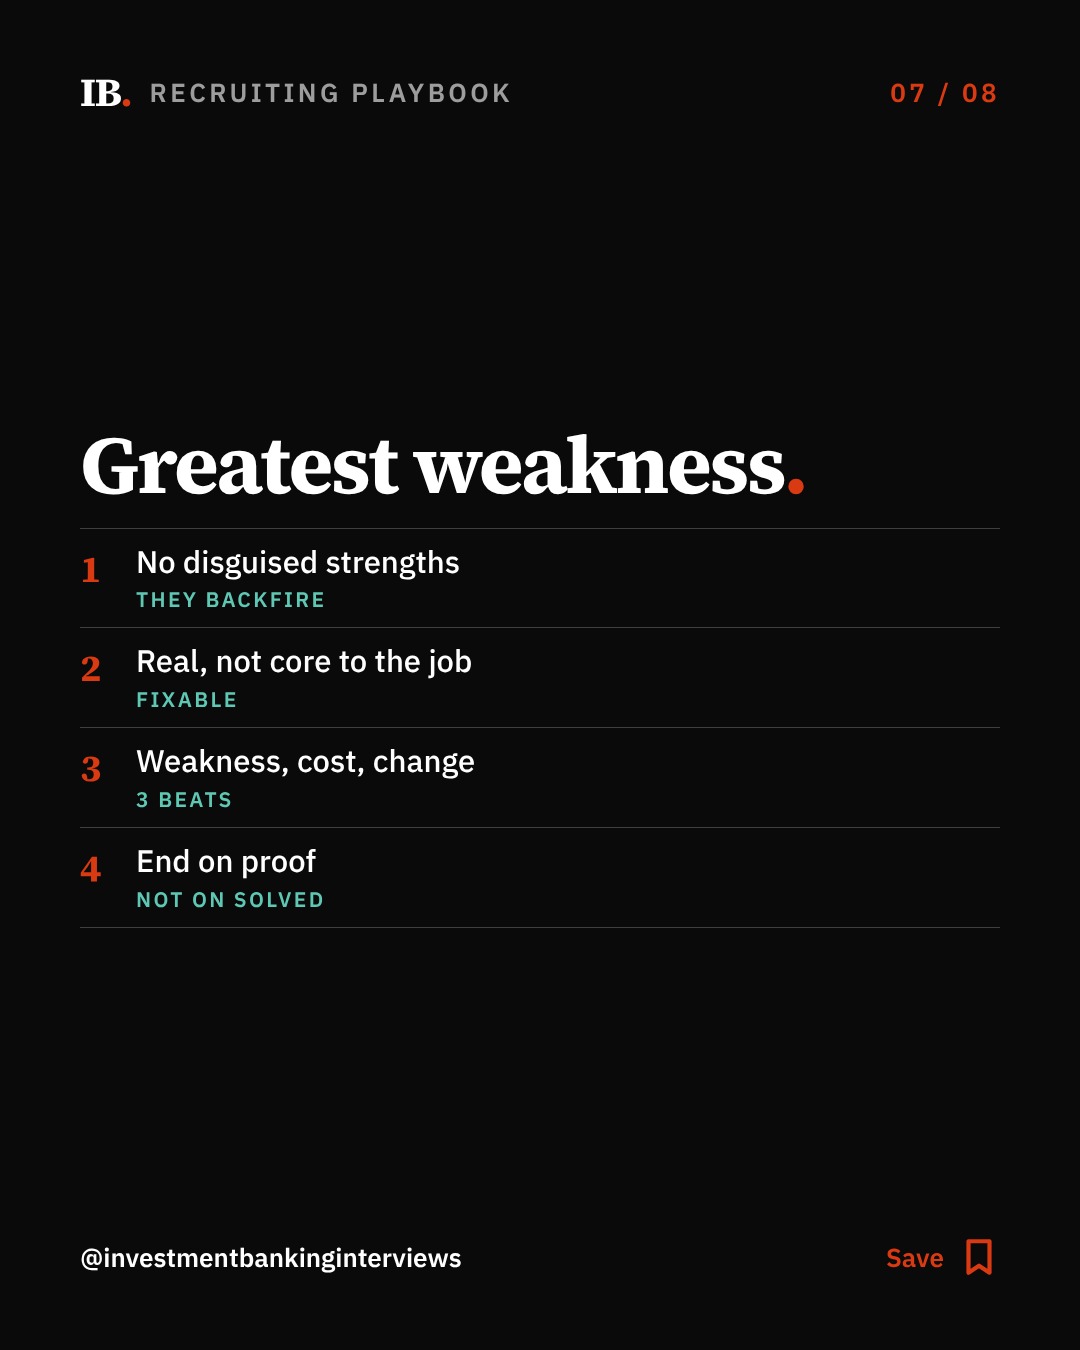 IB. RECRUITING PLAYBOOK 07 / 08
Greatest weakness.
1 No disguised strengths
THEY BACKFIRE
2 Real, not core to the job
FIXABLE
3 Weakness, cost, change
3 BEATS
4 End on proof
NOT ON SOLVED
@investmentbankinginterviews Save